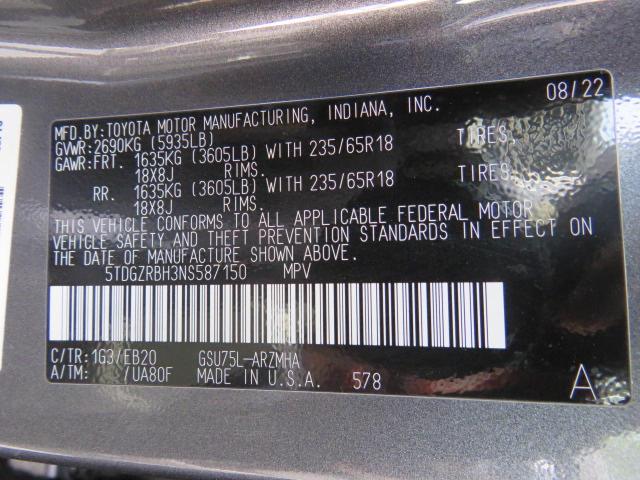 08/22
MFD.BY:TOYOTA MOTOR MANUFACTURING, INDIANA, INC.
GVWR:2690KG (5935LB)
GAWR:FRT. 1635KG (3605LB) WITH 235/65R18 TIRES,
18X8J RIMS.
RR. 1635KG (3605LB) WITH 235/65R18 TIRES,
18X8J RIMS.
THIS VEHICLE CONFORMS TO ALL APPLICABLE FEDERAL MOTOR
VEHICLE SAFETY AND THEFT PREVENTION STANDARDS IN EFFECT ON
THE DATE OF MANUFACTURE SHOWN ABOVE.
5TDGZRBH3NS587150 MPV
C/TR:1G3/EB20 GSU75L-ARZMHA
A/TM: /UA80F MADE IN U.S.A. 578 A